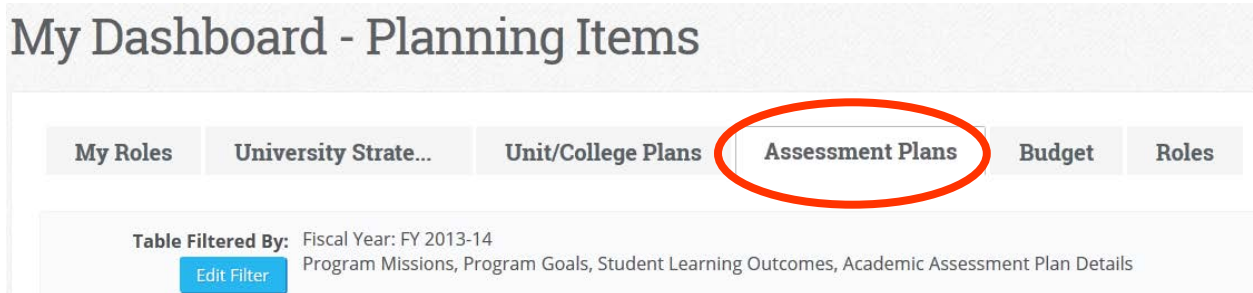 My Dashboard - Planning Items
My Roles University Strate... Unit/College Plans Assessment Plans Budget Roles
Table Filtered By: Fiscal Year: FY 2013-14
Edit Filter Program Missions, Program Goals, Student Learning Outcomes, Academic Assessment Plan Details